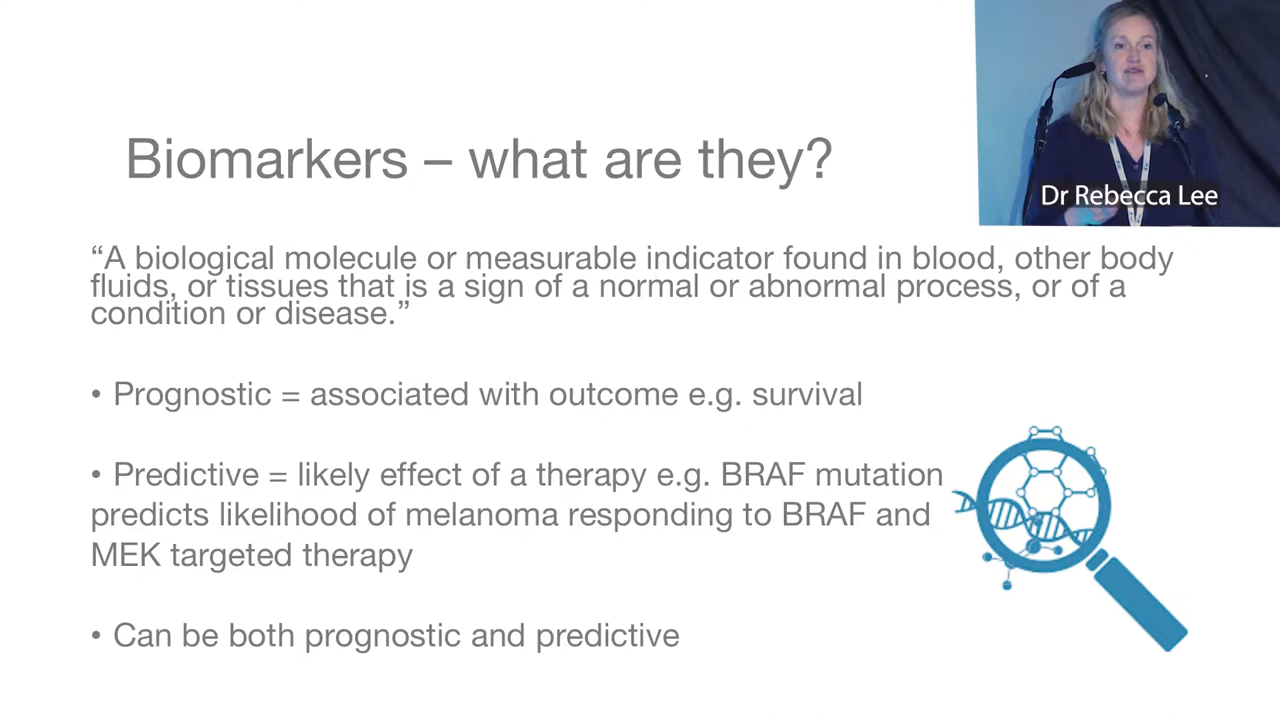 Biomarkers – what are they?
Dr Rebecca Lee
“A biological molecule or measurable indicator found in blood, other body
fluids, or tissues that is a sign of a normal or abnormal process, or of a
condition or disease.”
• Prognostic = associated with outcome e.g. survival
• Predictive = likely effect of a therapy e.g. BRAF mutation
predicts likelihood of melanoma responding to BRAF and
MEK targeted therapy
• Can be both prognostic and predictive